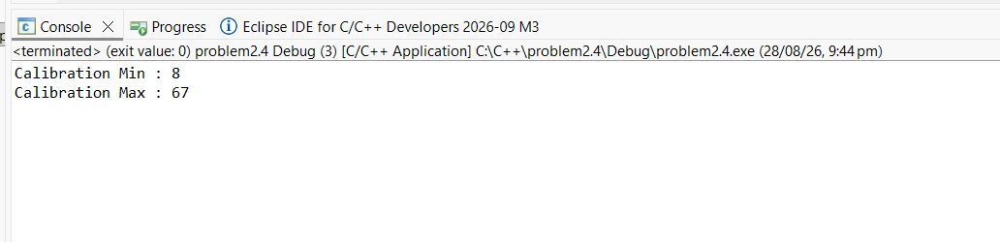 Console Progress Eclipse IDE for C/C++ Developers 2026-09 M3
<terminated> (exit value: 0) problem2.4 Debug (3) [C/C++ Application] C:\C++\problem2.4\Debug\problem2.4.exe (28/08/26, 9:44 pm)
Calibration Min : 8
Calibration Max : 67